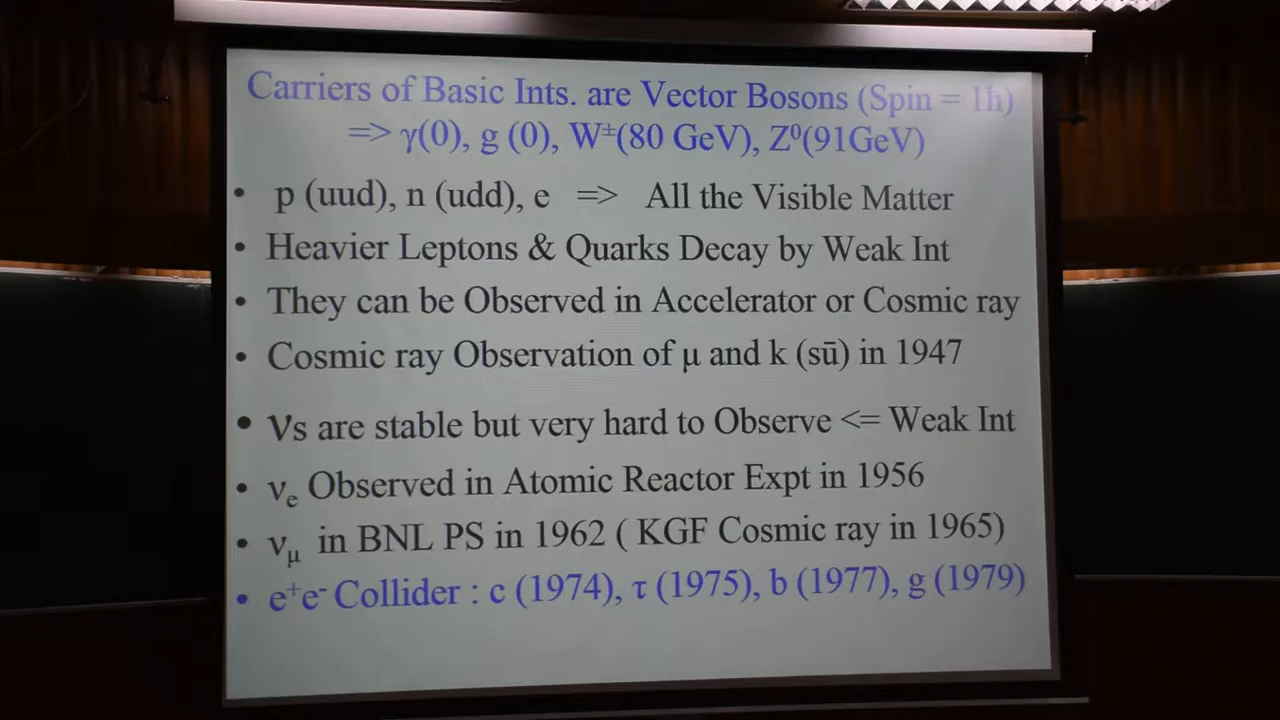 Carriers of Basic Ints. are Vector Bosons (Spin = 1h)
=> γ(0), g (0), W±(80 GeV), Z⁰(91GeV)
• p (uud), n (udd), e => All the Visible Matter
• Heavier Leptons & Quarks Decay by Weak Int
• They can be Observed in Accelerator or Cosmic ray
• Cosmic ray Observation of μ and k (sū) in 1947
• νs are stable but very hard to Observe <= Weak Int
• νₑ Observed in Atomic Reactor Expt in 1956
• ν_μ in BNL PS in 1962 ( KGF Cosmic ray in 1965)
• e⁺e⁻ Collider : c (1974), τ (1975), b (1977), g (1979)